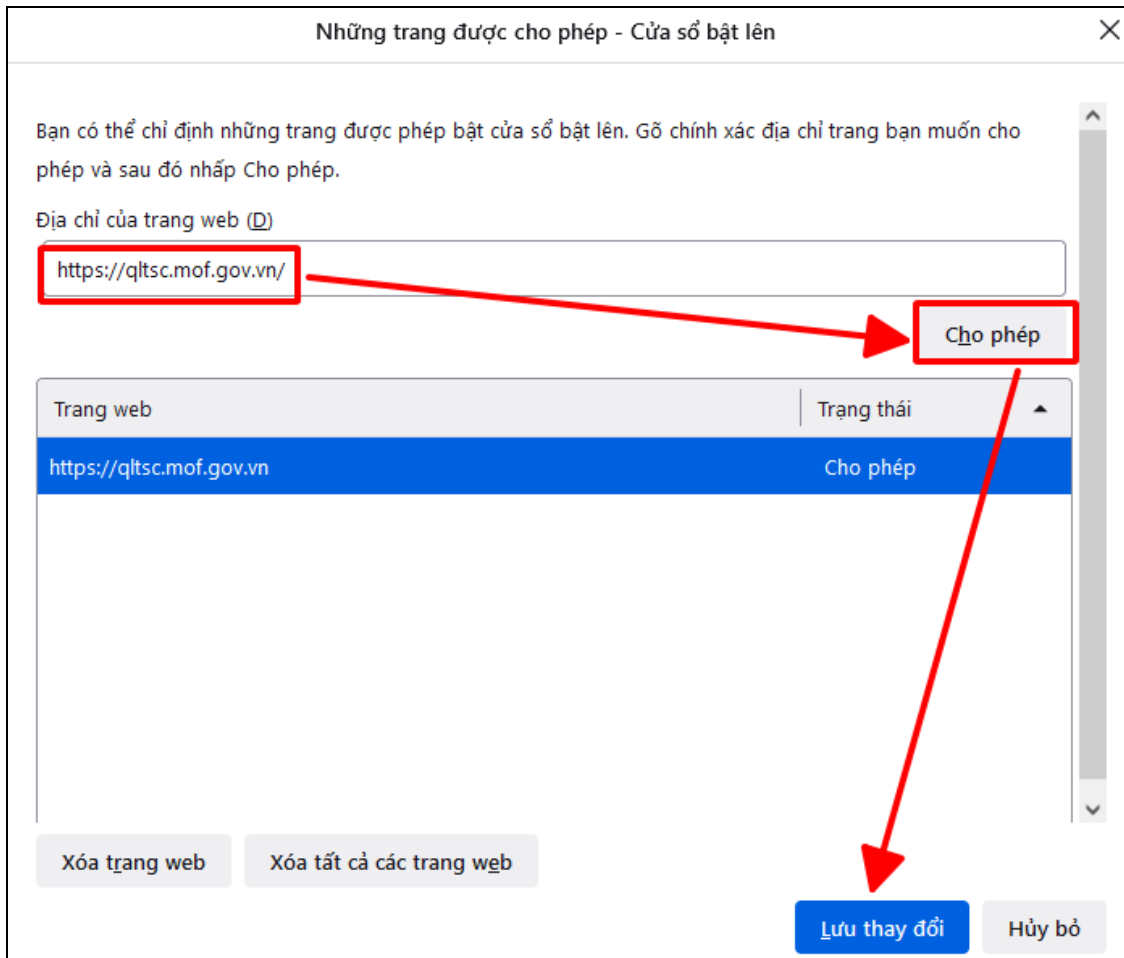 Những trang được cho phép - Cửa sổ bật lên
Bạn có thể chỉ định những trang được phép bật cửa sổ bật lên. Gõ chính xác địa chỉ trang bạn muốn cho
phép và sau đó nhấp Cho phép.
Địa chỉ của trang web (D)
https://qltsc.mof.gov.vn/
Cho phép
Trang web Trạng thái
https://qltsc.mof.gov.vn Cho phép
Xóa trang web Xóa tất cả các trang web
Lưu thay đổi Hủy bỏ